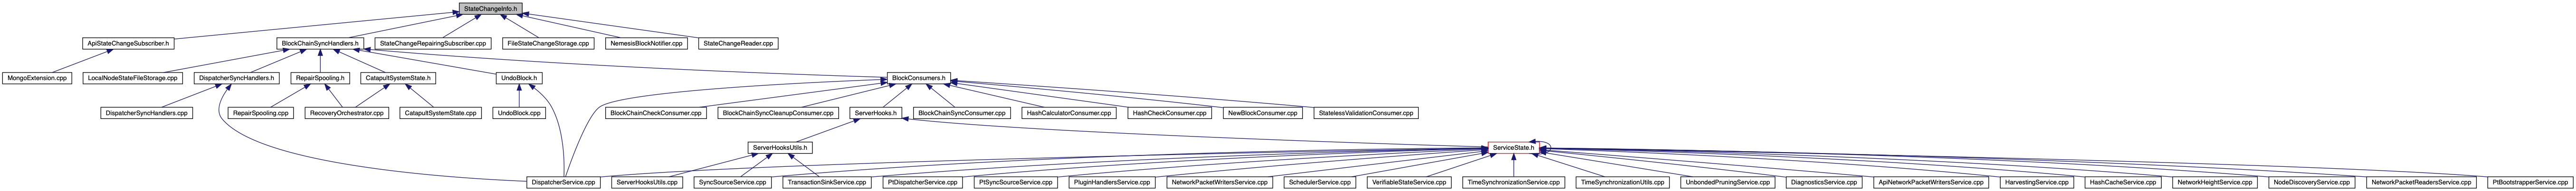 StateChangeInfo.h
ApiStateChangeSubscriber.h
BlockChainSyncHandlers.h
StateChangeRepairingSubscriber.cpp
FileStateChangeStorage.cpp
NemesisBlockNotifier.cpp
StateChangeReader.cpp
MongoExtension.cpp
LocalNodeStateFileStorage.cpp
DispatcherSyncHandlers.h
RepairSpooling.h
CatapultSystemState.h
UndoBlock.h
BlockConsumers.h
DispatcherSyncHandlers.cpp
RepairSpooling.cpp
RecoveryOrchestrator.cpp
CatapultSystemState.cpp
UndoBlock.cpp
BlockChainCheckConsumer.cpp
BlockChainSyncCleanupConsumer.cpp
ServerHooks.h
BlockChainSyncConsumer.cpp
HashCalculatorConsumer.cpp
HashCheckConsumer.cpp
NewBlockConsumer.cpp
StatelessValidationConsumer.cpp
ServerHooksUtils.h
ServiceState.h
DispatcherService.cpp
ServerHooksUtils.cpp
SyncSourceService.cpp
TransactionSinkService.cpp
PtDispatcherService.cpp
PtSyncSourceService.cpp
PluginHandlersService.cpp
NetworkPacketWritersService.cpp
SchedulerService.cpp
VerifiableStateService.cpp
TimeSynchronizationService.cpp
TimeSynchronizationUtils.cpp
UnbondedPruningService.cpp
DiagnosticsService.cpp
ApiNetworkPacketWritersService.cpp
HarvestingService.cpp
HashCacheService.cpp
NetworkHeightService.cpp
NodeDiscoveryService.cpp
NetworkPacketReadersService.cpp
PtBootstrapperService.cpp